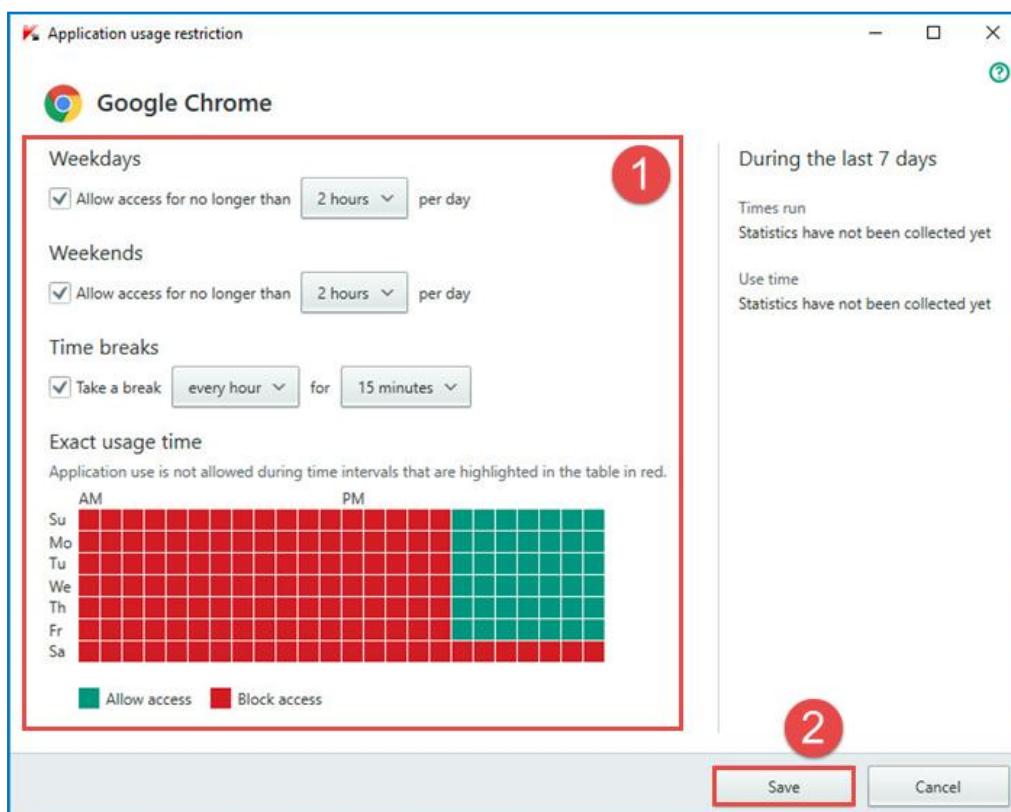 Application usage restriction
Google Chrome
1
Weekdays
Allow access for no longer than 2 hours per day
Weekends
Allow access for no longer than 2 hours per day
Time breaks
Take a break every hour for 15 minutes
Exact usage time
Application use is not allowed during time intervals that are highlighted in the table in red.
AM PM
Su
Mo
Tu
We
Th
Fr
Sa
Allow access Block access
During the last 7 days
Times run
Statistics have not been collected yet
Use time
Statistics have not been collected yet
2
Save Cancel